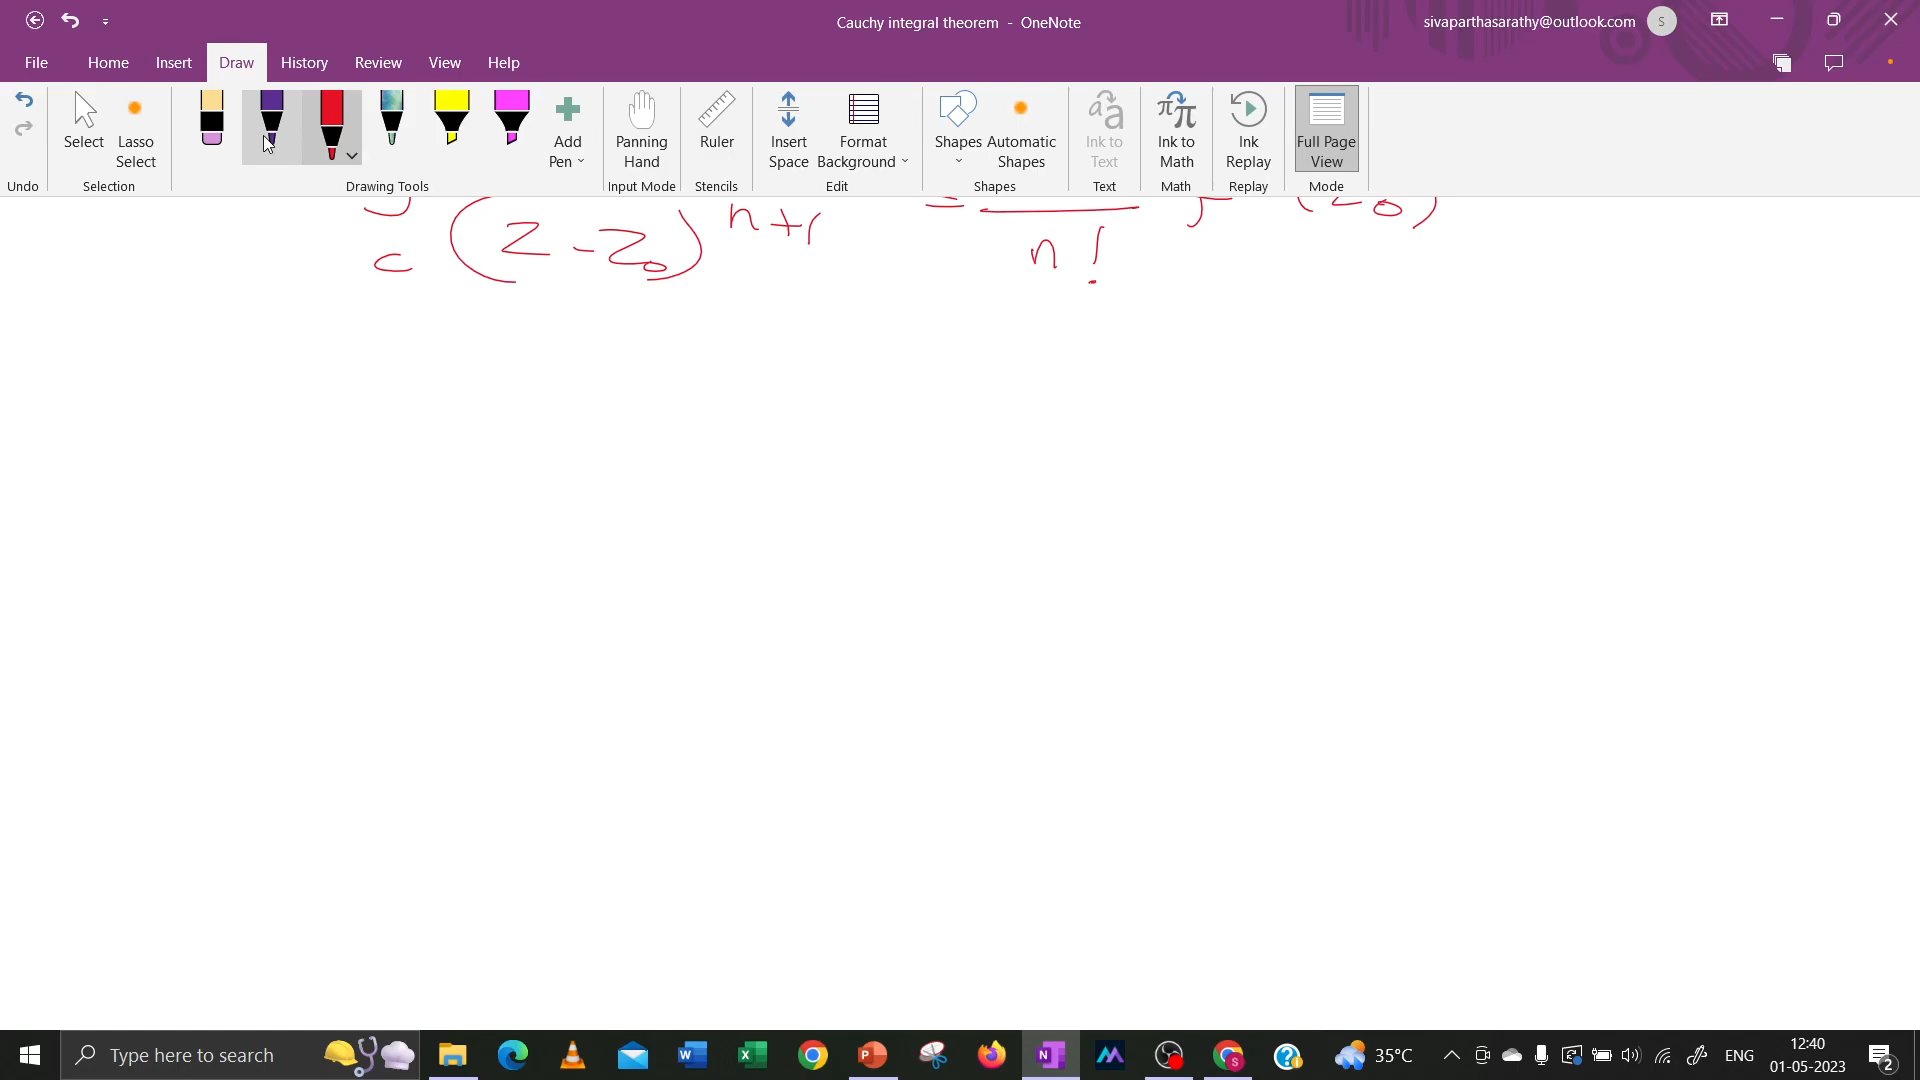 Cauchy integral theorem - OneNote
sivaparthasarathy@outlook.com S
File Home Insert Draw History Review View Help
Select Lasso Select Add Pen Panning Hand Ruler Insert Space Format Background Shapes Automatic Shapes Ink to Text Ink to Math Ink Replay Full Page View
Undo Selection Drawing Tools Input Mode Stencils Edit Shapes Text Math Replay Mode
c (z - z₀)ⁿ⁺¹ = n! (z₀)
Type here to search 35°C ENG 12:40
01-05-2023 2